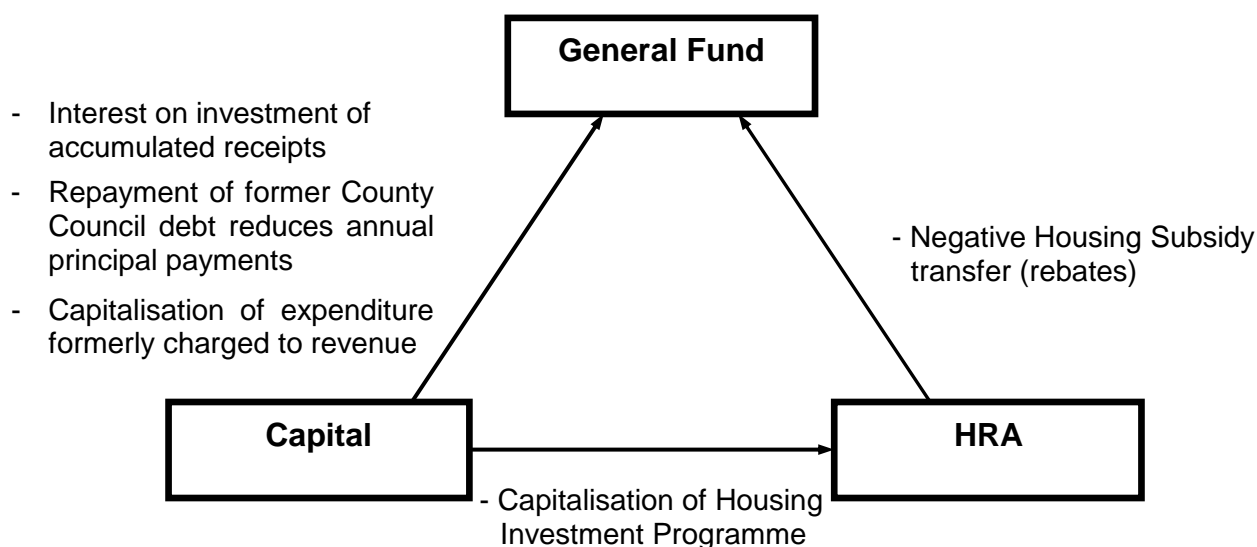 General Fund
- Interest on investment of
accumulated receipts
- Repayment of former County
Council debt reduces annual
principal payments
- Capitalisation of expenditure
formerly charged to revenue
- Negative Housing Subsidy
transfer (rebates)
Capital
HRA
- Capitalisation of Housing
Investment Programme